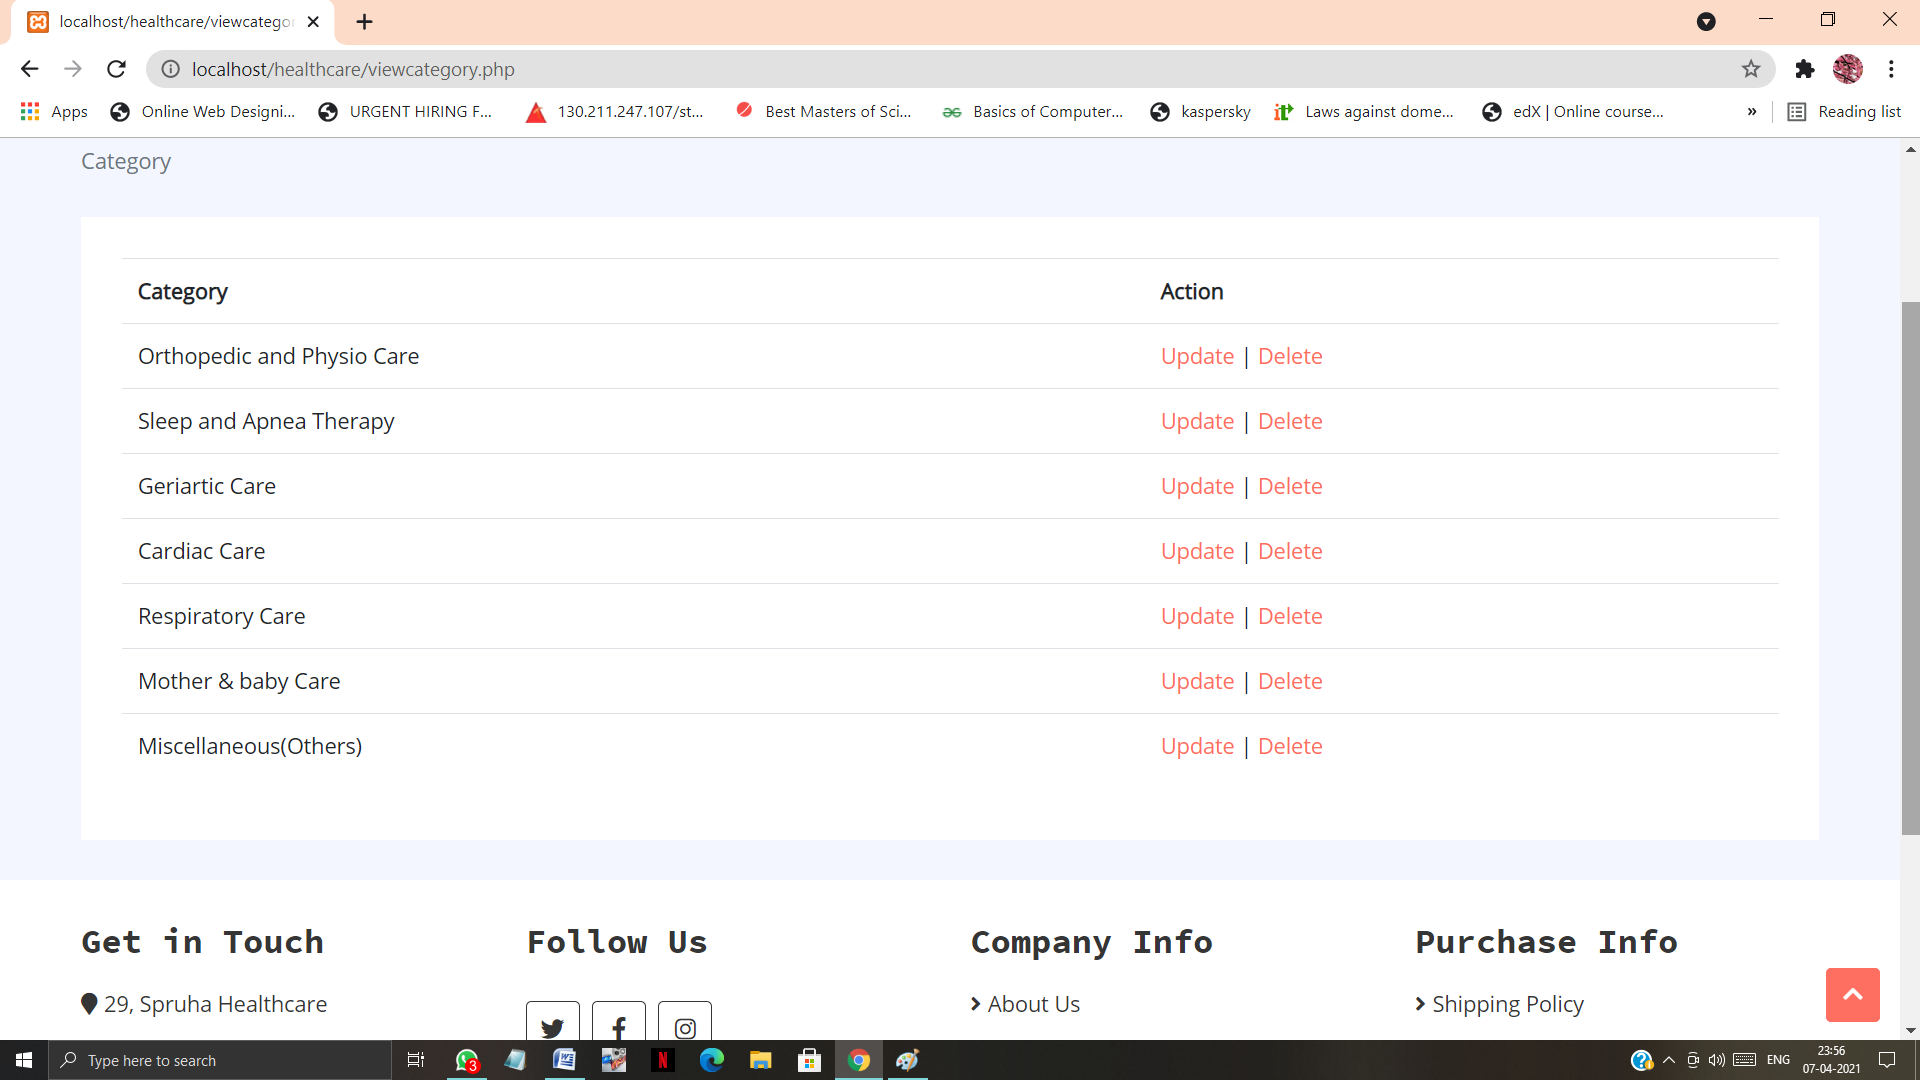 localhost/healthcare/viewcatego
localhost/healthcare/viewcategory.php
Apps Online Web Designi... URGENT HIRING F... 130.211.247.107/st... Best Masters of Sci... Basics of Computer... kaspersky Laws against dome... edX | Online course... » Reading list
Category
Category Action
Orthopedic and Physio Care Update | Delete
Sleep and Apnea Therapy Update | Delete
Geriartic Care Update | Delete
Cardiac Care Update | Delete
Respiratory Care Update | Delete
Mother & baby Care Update | Delete
Miscellaneous(Others) Update | Delete
Get in Touch Follow Us Company Info Purchase Info
29, Spruha Healthcare About Us Shipping Policy
Type here to search 3 ENG 23:56
07-04-2021